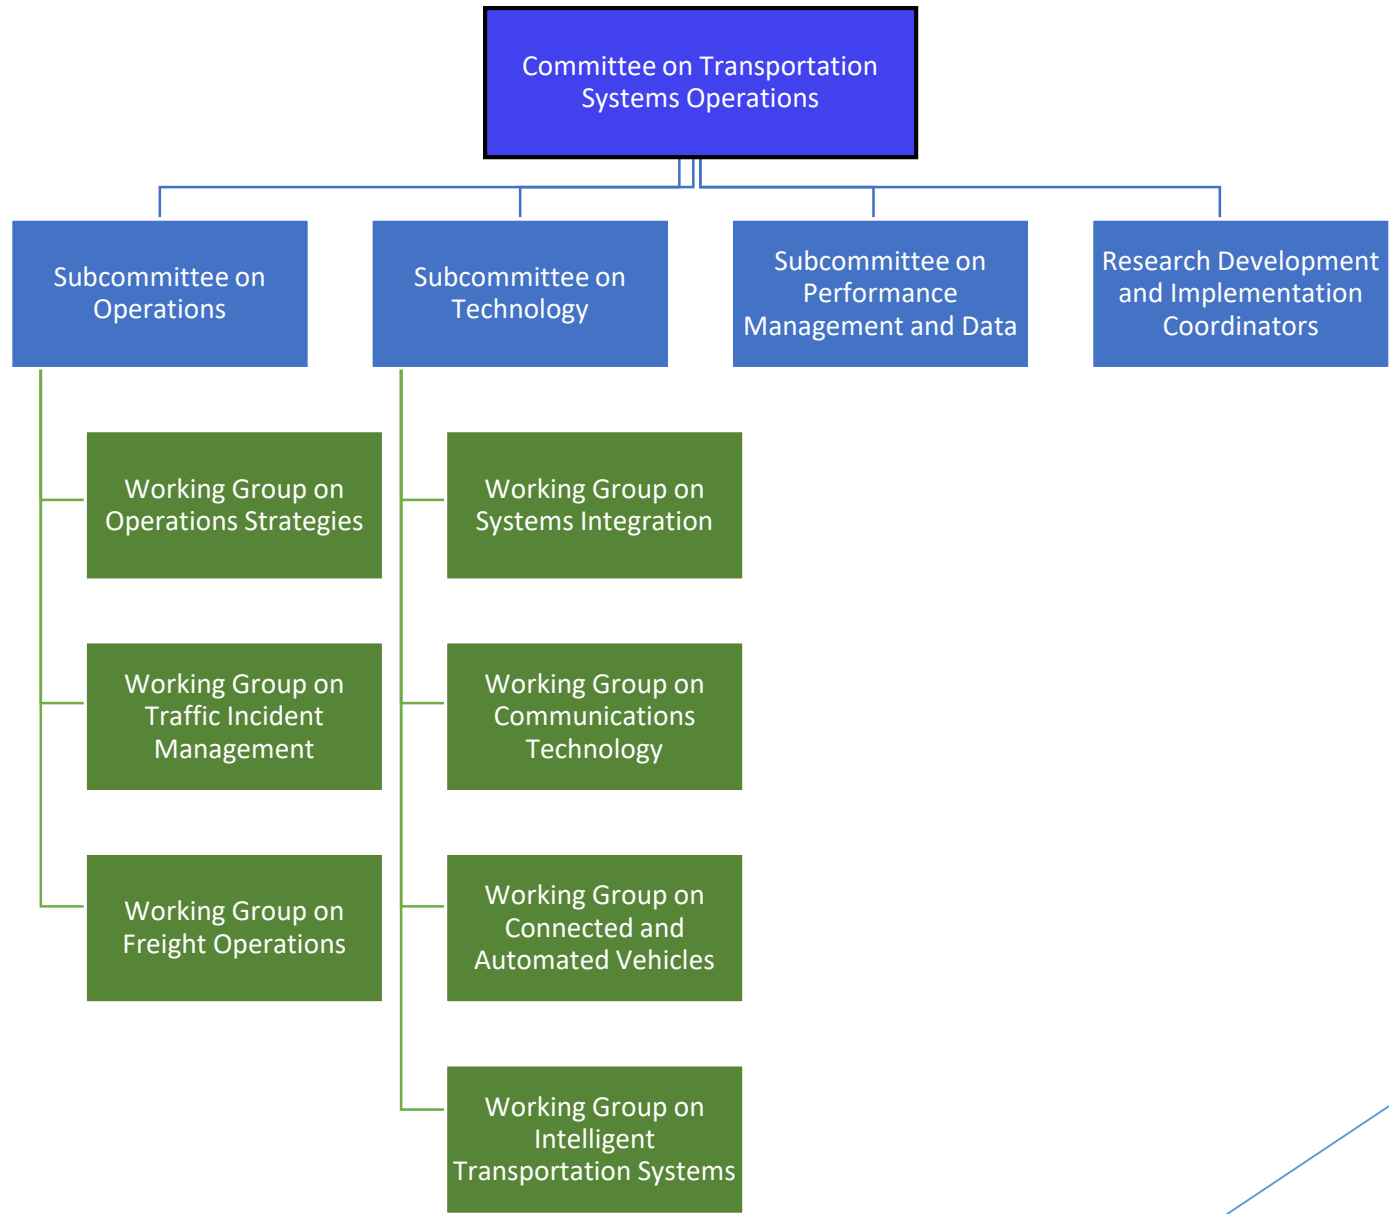 Committee on Transportation
Systems Operations
Subcommittee on
Operations
Subcommittee on
Technology
Subcommittee on
Performance
Management and Data
Research Development
and Implementation
Coordinators
Working Group on
Operations Strategies
Working Group on
Traffic Incident
Management
Working Group on
Freight Operations
Working Group on
Systems Integration
Working Group on
Communications
Technology
Working Group on
Connected and
Automated Vehicles
Working Group on
Intelligent
Transportation Systems